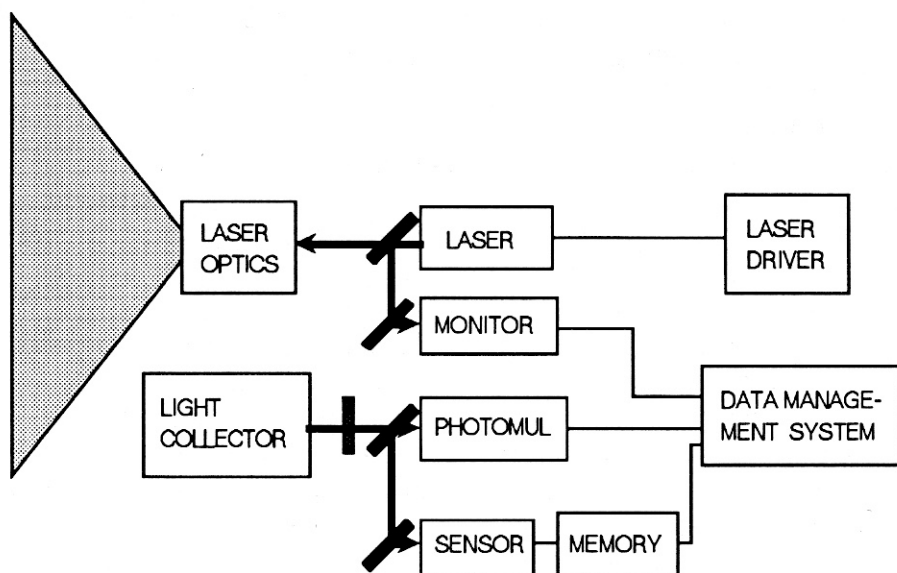 LASER
OPTICS
LASER
LASER
DRIVER
MONITOR
LIGHT
COLLECTOR
PHOTOMUL
DATA MANAGE-
MENT SYSTEM
SENSOR
MEMORY